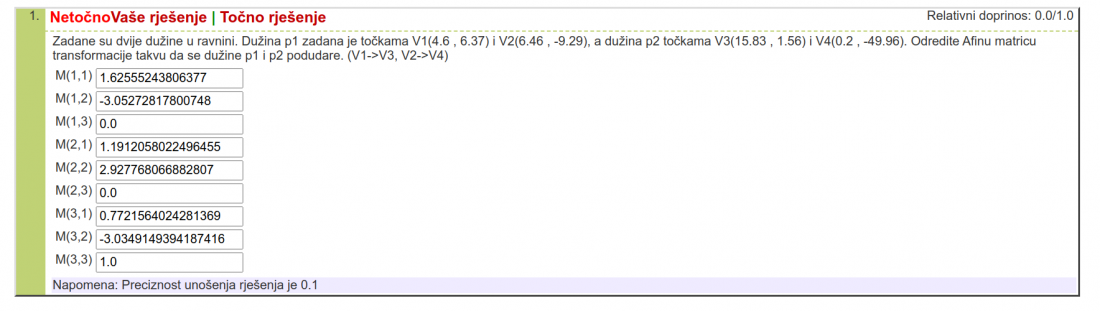 1. NetočnoVaše rješenje | Točno rješenje Relativni doprinos: 0.0/1.0
Zadane su dvije dužine u ravnini. Dužina p1 zadana je točkama V1(4.6 , 6.37) i V2(6.46 , -9.29), a dužina p2 točkama V3(15.83 , 1.56) i V4(0.2 , -49.96). Odredite Afinu matricu
transformacije takvu da se dužine p1 i p2 podudare. (V1->V3, V2->V4)
M(1,1) 1.62555243806377
M(1,2) -3.05272817800748
M(1,3) 0.0
M(2,1) 1.1912058022496455
M(2,2) 2.927768066882807
M(2,3) 0.0
M(3,1) 0.7721564024281369
M(3,2) -3.0349149394187416
M(3,3) 1.0
Napomena: Preciznost unošenja rješenja je 0.1